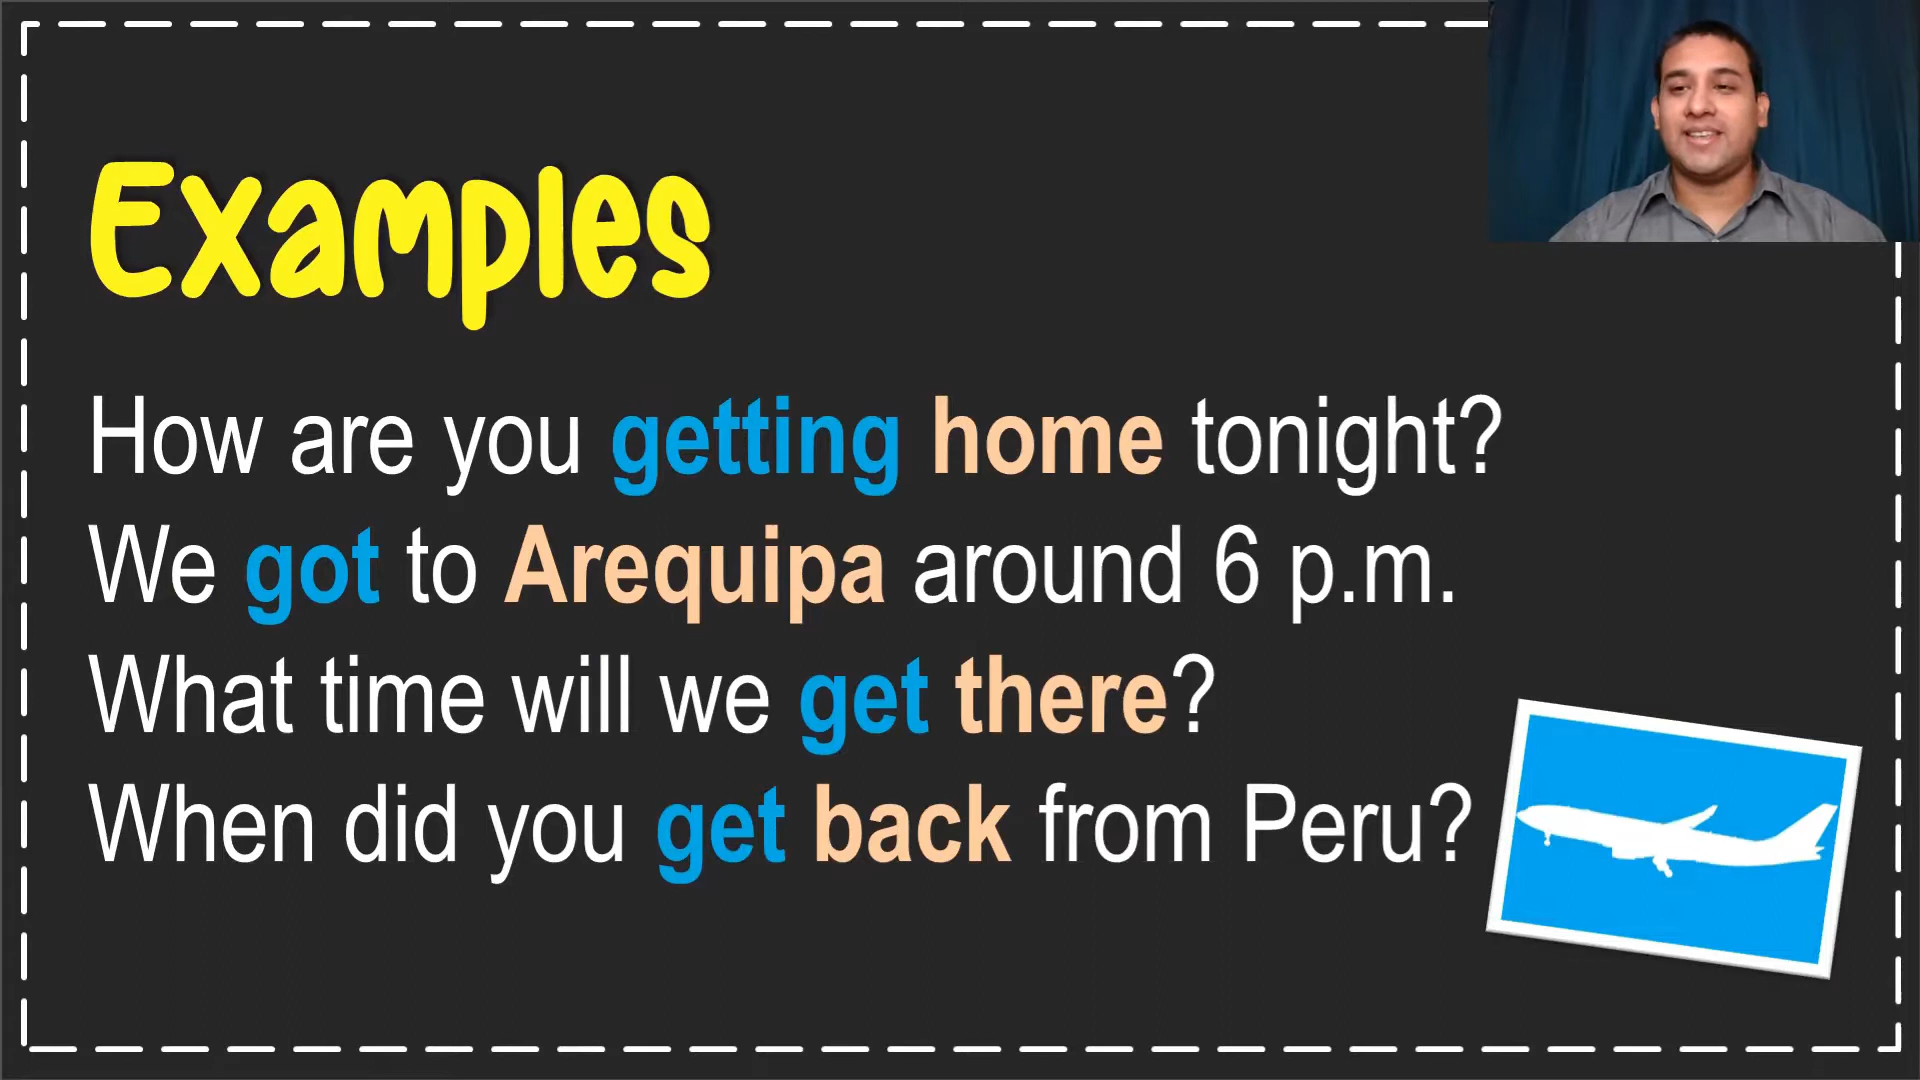 Examples
How are you getting home tonight?
We got to Arequipa around 6 p.m.
What time will we get there?
When did you get back from Peru?